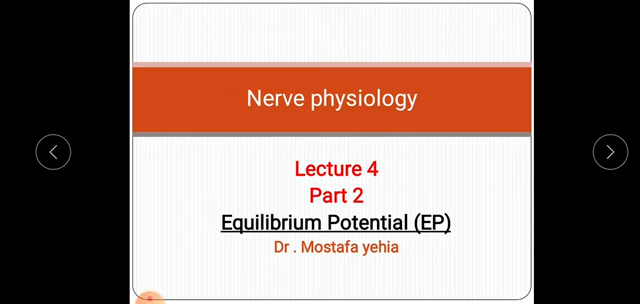 Nerve physiology
Lecture 4
Part 2
Equilibrium Potential (EP)
Dr . Mostafa yehia